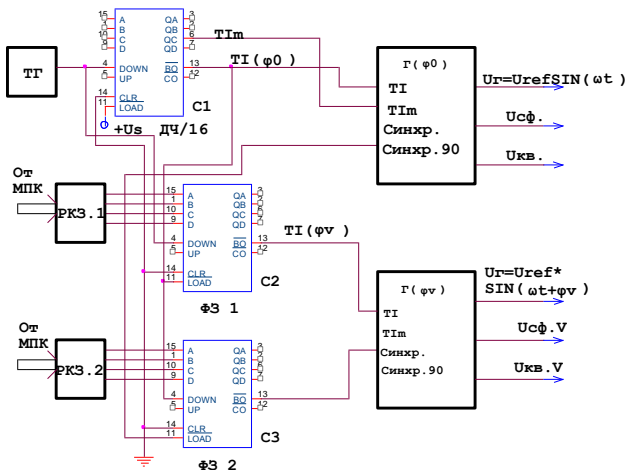 ТГ
15 A QA 3
1 B QB 2
10 C QC 6
9 D QD 7
4 DOWN BO 13
5 UP CO 12
14 CLR
11 LOAD
C1
+Us
ДЧ/16
TIm
TI(φ0)
Г(φ0)
TI
TIm
Синхр.
Синхр.90
Uг=UrefSIN(ωt)
Uсф.
Uкв.
От
МПК
РКЗ.1
15 A QA 3
1 B QB 2
10 C QC 6
9 D QD 7
4 DOWN BO 13
5 UP CO 12
14 CLR
11 LOAD
C2
ФЗ 1
TI(φv)
Г(φv)
TI
TIm
Синхр.
Синхр.90
Uг=Uref*
SIN(ωt+φv)
Uсф.V
Uкв.V
От
МПК
РКЗ.2
15 A QA 3
1 B QB 2
10 C QC 6
9 D QD 7
4 DOWN BO 13
5 UP CO 12
14 CLR
11 LOAD
C3
ФЗ 2